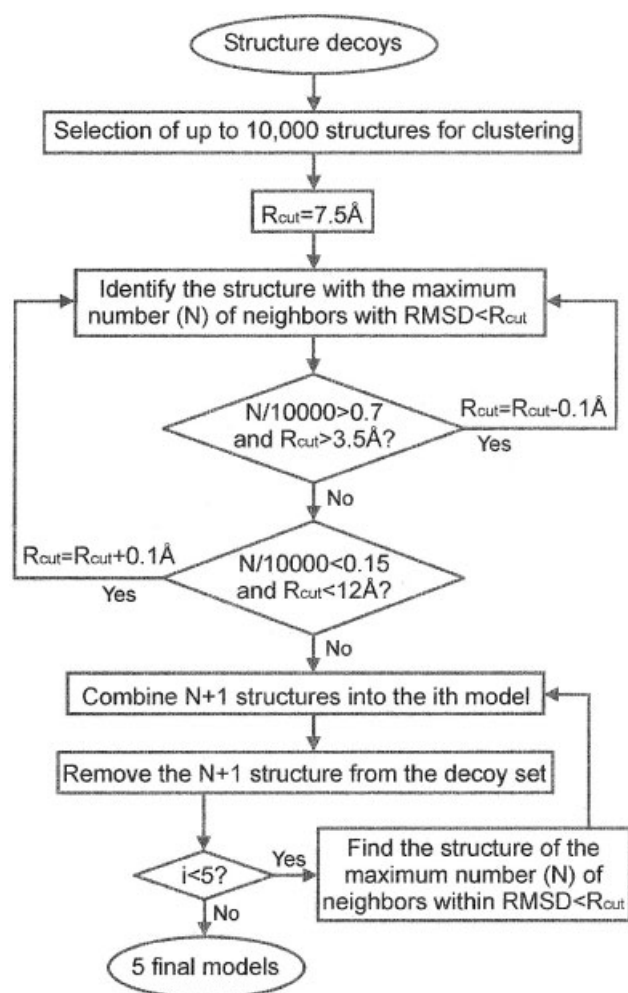 Structure decoys
Selection of up to 10,000 structures for clustering
Rcut=7.5Å
Identify the structure with the maximum
number (N) of neighbors with RMSD<Rcut
N/10000>0.7
and Rcut>3.5Å?
Rcut=Rcut-0.1Å
Yes
No
Rcut=Rcut+0.1Å
Yes
N/10000<0.15
and Rcut<12Å?
No
Combine N+1 structures into the ith model
Remove the N+1 structure from the decoy set
i<5?
Yes
Find the structure of the
maximum number (N) of
neighbors within RMSD<Rcut
No
5 final models